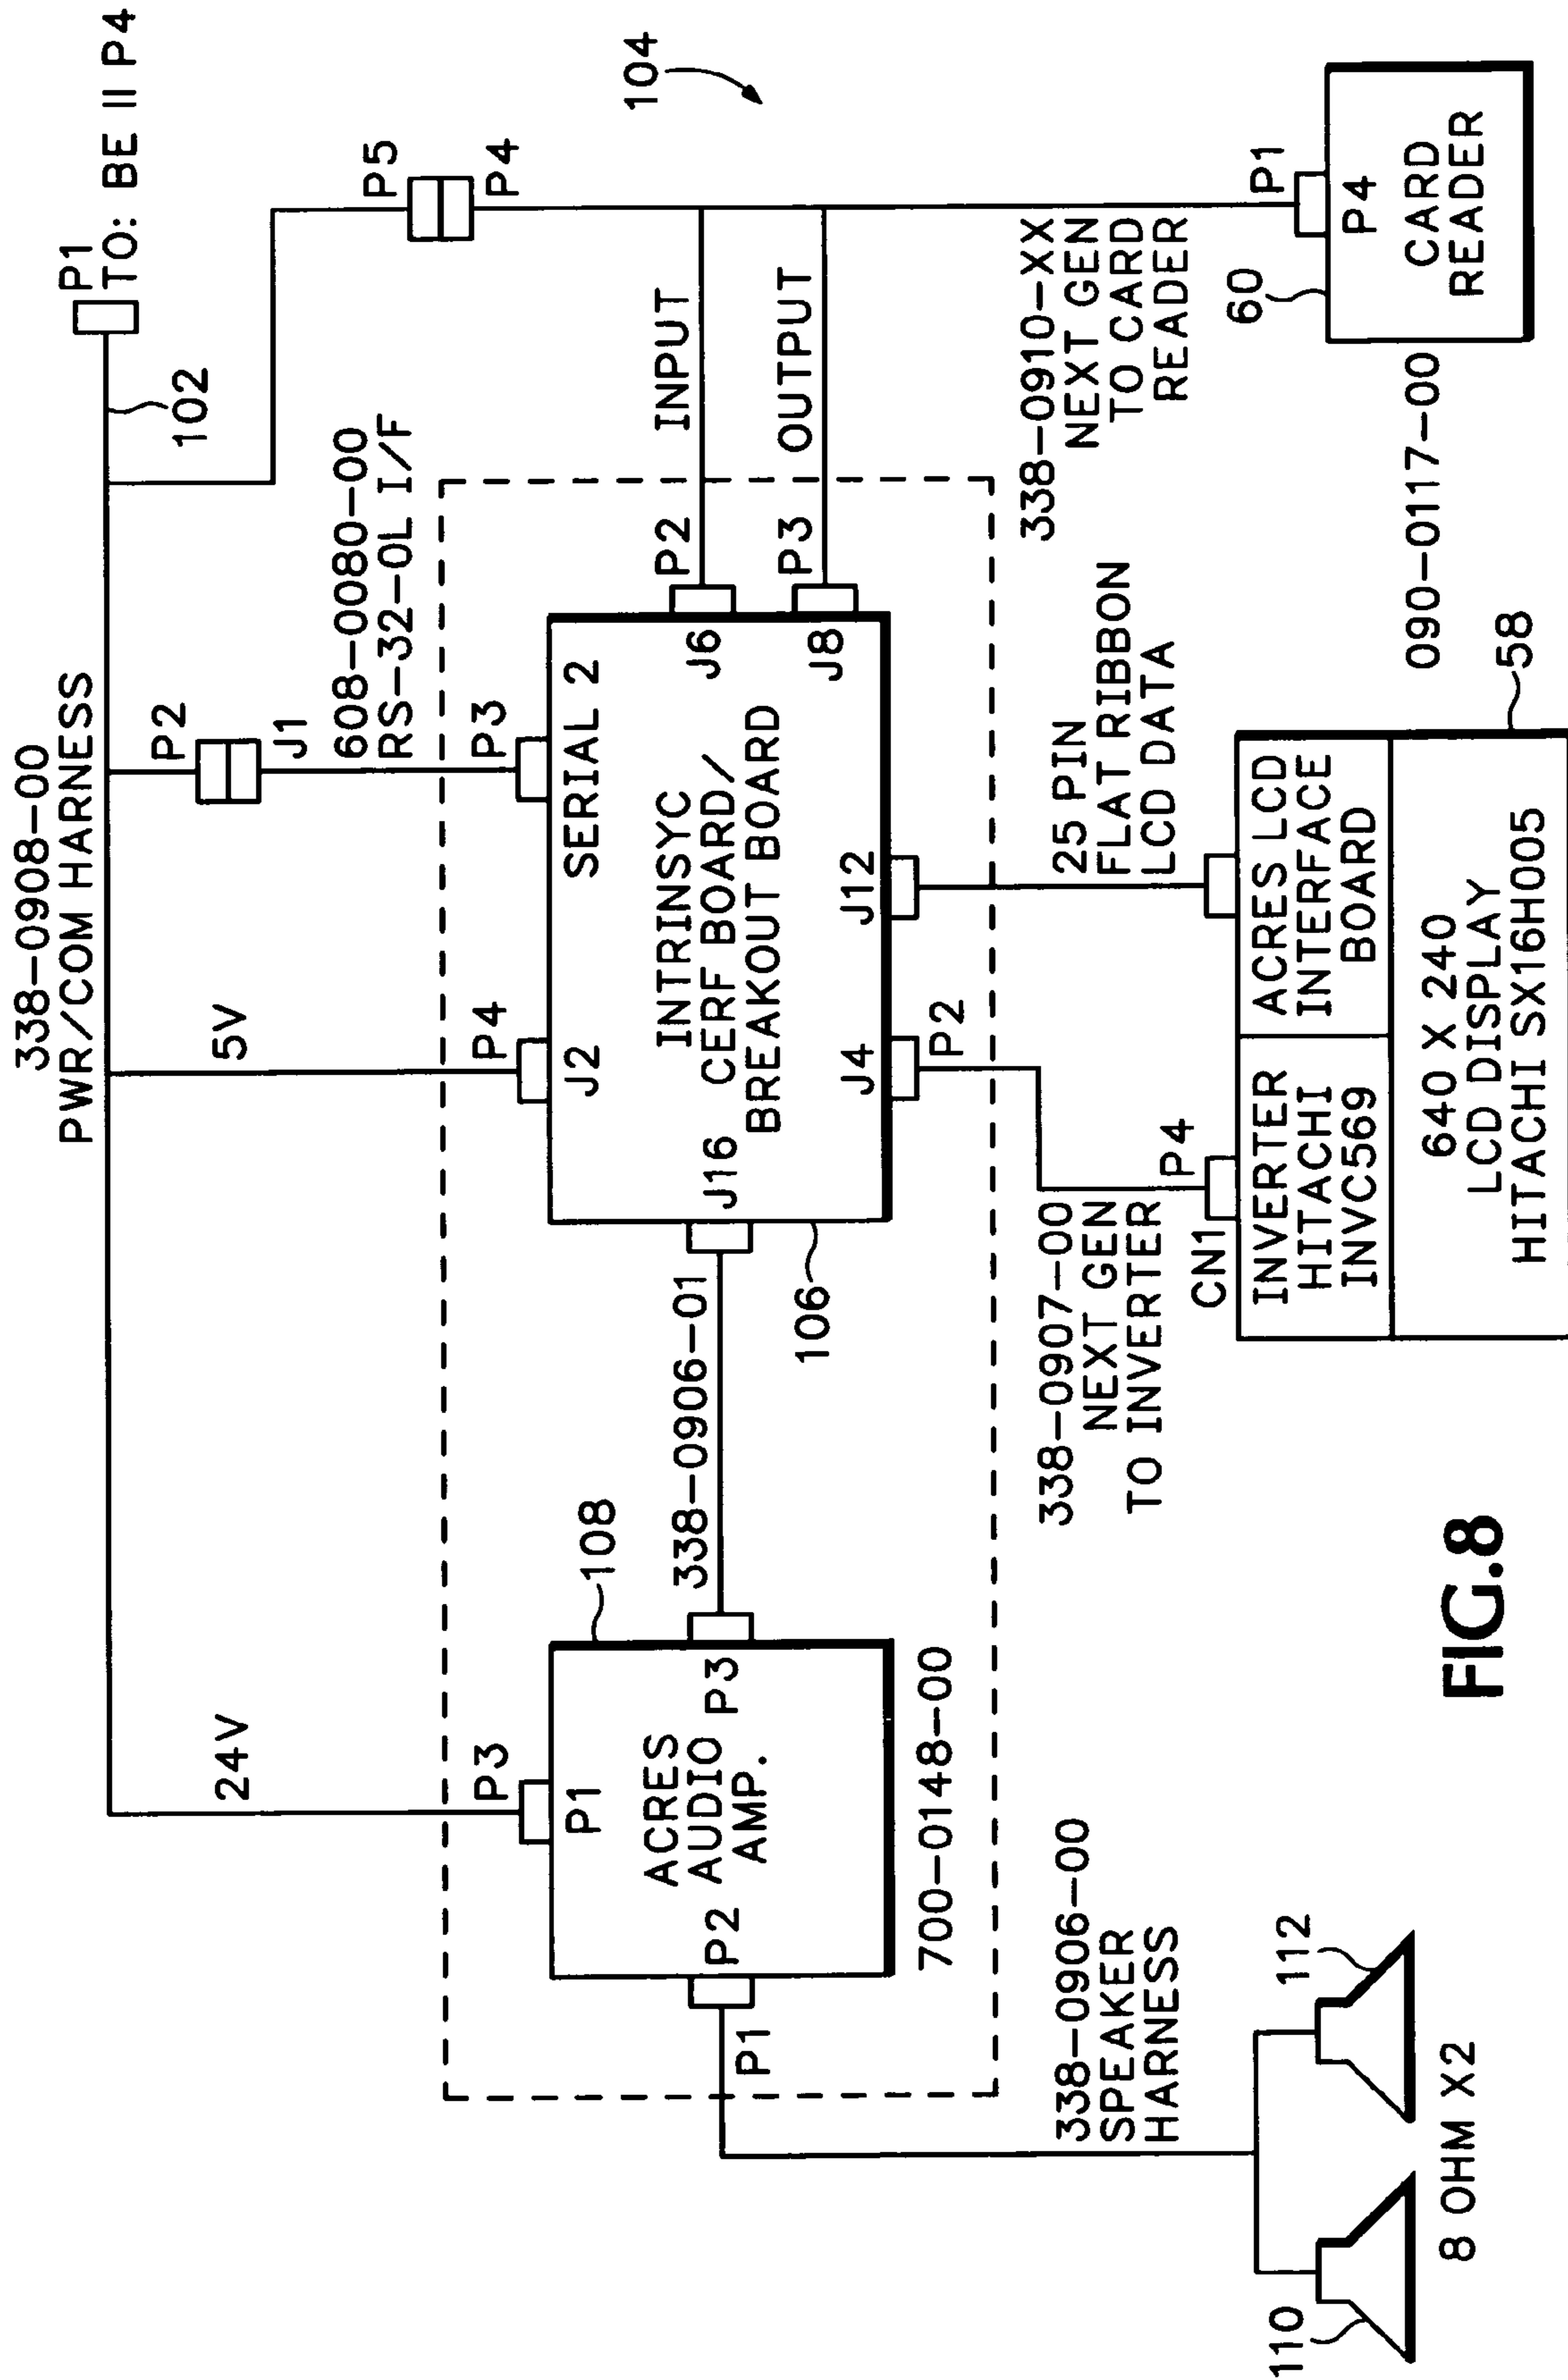 338-0908-00
PWR/COM HARNESS
P1
TO: BE II P4
102
24V
5V
P2
J1
608-0080-00
RS-32-0L I/F
P5
P4
104
P3
P1
ACRES
AUDIO
AMP.
P2
P3
108
700-0148-00
P1
338-0906-01
P4
J2
P3
SERIAL 2
J16
INTRINSYC
CERF BOARD/
BREAKOUT BOARD
J6
J8
J4
J12
106
P2
INPUT
P3
OUTPUT
338-0906-00
SPEAKER
HARNESS
110
112
8 OHM X2
P2
338-0907-00
NEXT GEN
TO INVERTER
P4
CN1
25 PIN
FLAT RIBBON
LCD DATA
INVERTER
HITACHI
INVC569
ACRES LCD
INTERFACE
BOARD
640 X 240
LCD DISPLAY
HITACHI SX16H005
58
338-0910-XX
NEXT GEN
TO CARD
READER
P1
P4
60
CARD
READER
090-0117-00
FIG.8